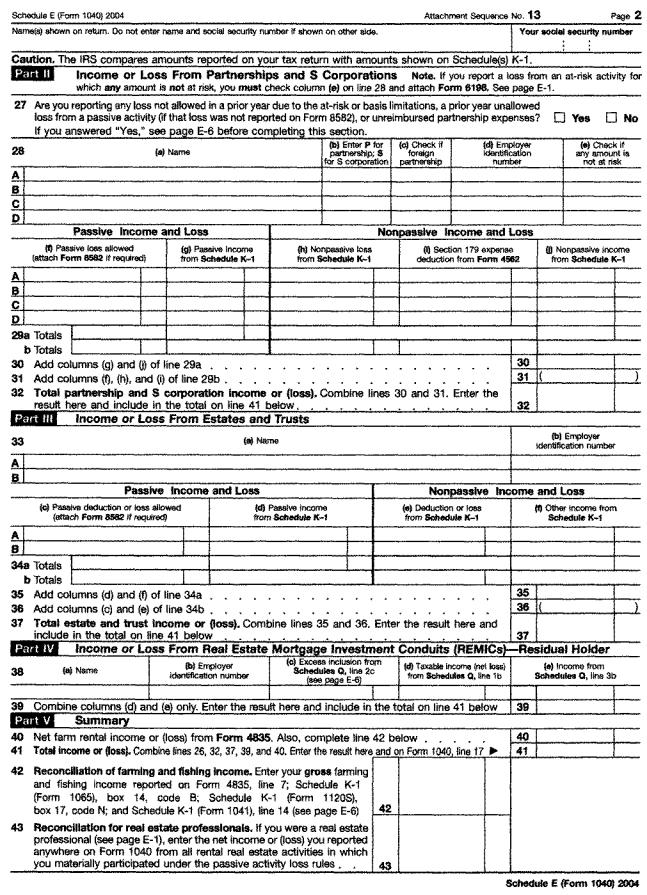 Schedule E (Form 1040) 2004 Attachment Sequence No. 13 Page 2
Name(s) shown on return. Do not enter name and social security number if shown on other side. Your social security number
Caution. The IRS compares amounts reported on your tax return with amounts shown on Schedule(s) K-1.
Part II Income or Loss From Partnerships and S Corporations Note. If you report a loss from an at-risk activity for
which any amount is not at risk, you must check column (e) on line 28 and attach Form 6198. See page E-1.
27 Are you reporting any loss not allowed in a prior year due to the at-risk or basis limitations, a prior year unallowed
loss from a passive activity (if that loss was not reported on Form 8582), or unreimbursed partnership expenses? Yes No
If you answered "Yes," see page E-6 before completing this section.
28 (a) Name (b) Enter P for partnership; S for S corporation (c) Check if foreign partnership (d) Employer identification number (e) Check if any amount is not at risk
A
B
C
D
Passive Income and Loss Nonpassive Income and Loss
(f) Passive loss allowed (attach Form 8582 if required) (g) Passive income from Schedule K–1 (h) Nonpassive loss from Schedule K–1 (i) Section 179 expense deduction from Form 4562 (j) Nonpassive income from Schedule K–1
A
B
C
D
29a Totals
b Totals
30 Add columns (g) and (j) of line 29a . . . 30
31 Add columns (f), (h), and (i) of line 29b . . . 31 ( )
32 Total partnership and S corporation income or (loss). Combine lines 30 and 31. Enter the
result here and include in the total on line 41 below . . . 32
Part III Income or Loss From Estates and Trusts
33 (a) Name (b) Employer identification number
A
B
Passive Income and Loss Nonpassive Income and Loss
(c) Passive deduction or loss allowed (attach Form 8582 if required) (d) Passive income from Schedule K–1 (e) Deduction or loss from Schedule K–1 (f) Other income from Schedule K–1
A
B
34a Totals
b Totals
35 Add columns (d) and (f) of line 34a . . . 35
36 Add columns (c) and (e) of line 34b . . . 36 ( )
37 Total estate and trust income or (loss). Combine lines 35 and 36. Enter the result here and
include in the total on line 41 below . . . 37
Part IV Income or Loss From Real Estate Mortgage Investment Conduits (REMICs)—Residual Holder
38 (a) Name (b) Employer identification number (c) Excess inclusion from Schedules Q, line 2c (see page E-6) (d) Taxable income (net loss) from Schedules Q, line 1b (e) Income from Schedules Q, line 3b
39 Combine columns (d) and (e) only. Enter the result here and include in the total on line 41 below 39
Part V Summary
40 Net farm rental income or (loss) from Form 4835. Also, complete line 42 below . . . 40
41 Total income or (loss). Combine lines 26, 32, 37, 39, and 40. Enter the result here and on Form 1040, line 17 ▶ 41
42 Reconciliation of farming and fishing income. Enter your gross farming
and fishing income reported on Form 4835, line 7; Schedule K-1
(Form 1065), box 14, code B; Schedule K-1 (Form 1120S),
box 17, code N; and Schedule K-1 (Form 1041), line 14 (see page E-6) 42
43 Reconciliation for real estate professionals. If you were a real estate
professional (see page E-1), enter the net income or (loss) you reported
anywhere on Form 1040 from all rental real estate activities in which
you materially participated under the passive activity loss rules . . 43
Schedule E (Form 1040) 2004